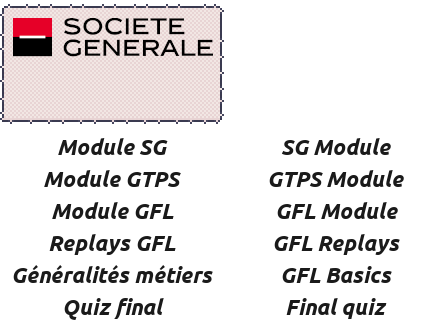 SOCIETE
GENERALE
Module SG
SG Module
Module GTPS
GTPS Module
Module GFL
GFL Module
Replays GFL
GFL Replays
Généralités métiers
GFL Basics
Quiz final
Final quiz